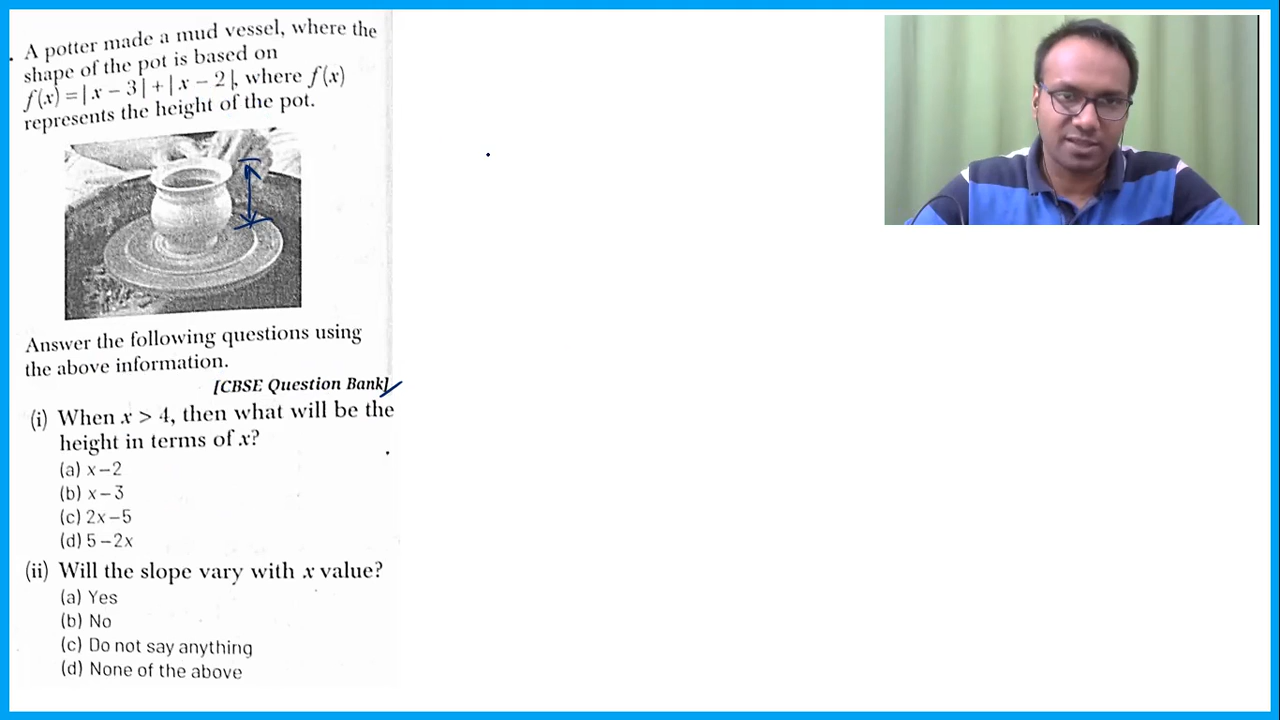 A potter made a mud vessel, where the
shape of the pot is based on
f(x) = | x − 3 | + | x − 2 |, where f(x)
represents the height of the pot.
Answer the following questions using
the above information.
[CBSE Question Bank]
(i) When x > 4, then what will be the
height in terms of x?
(a) x−2
(b) x−3
(c) 2x−5
(d) 5−2x
(ii) Will the slope vary with x value?
(a) Yes
(b) No
(c) Do not say anything
(d) None of the above